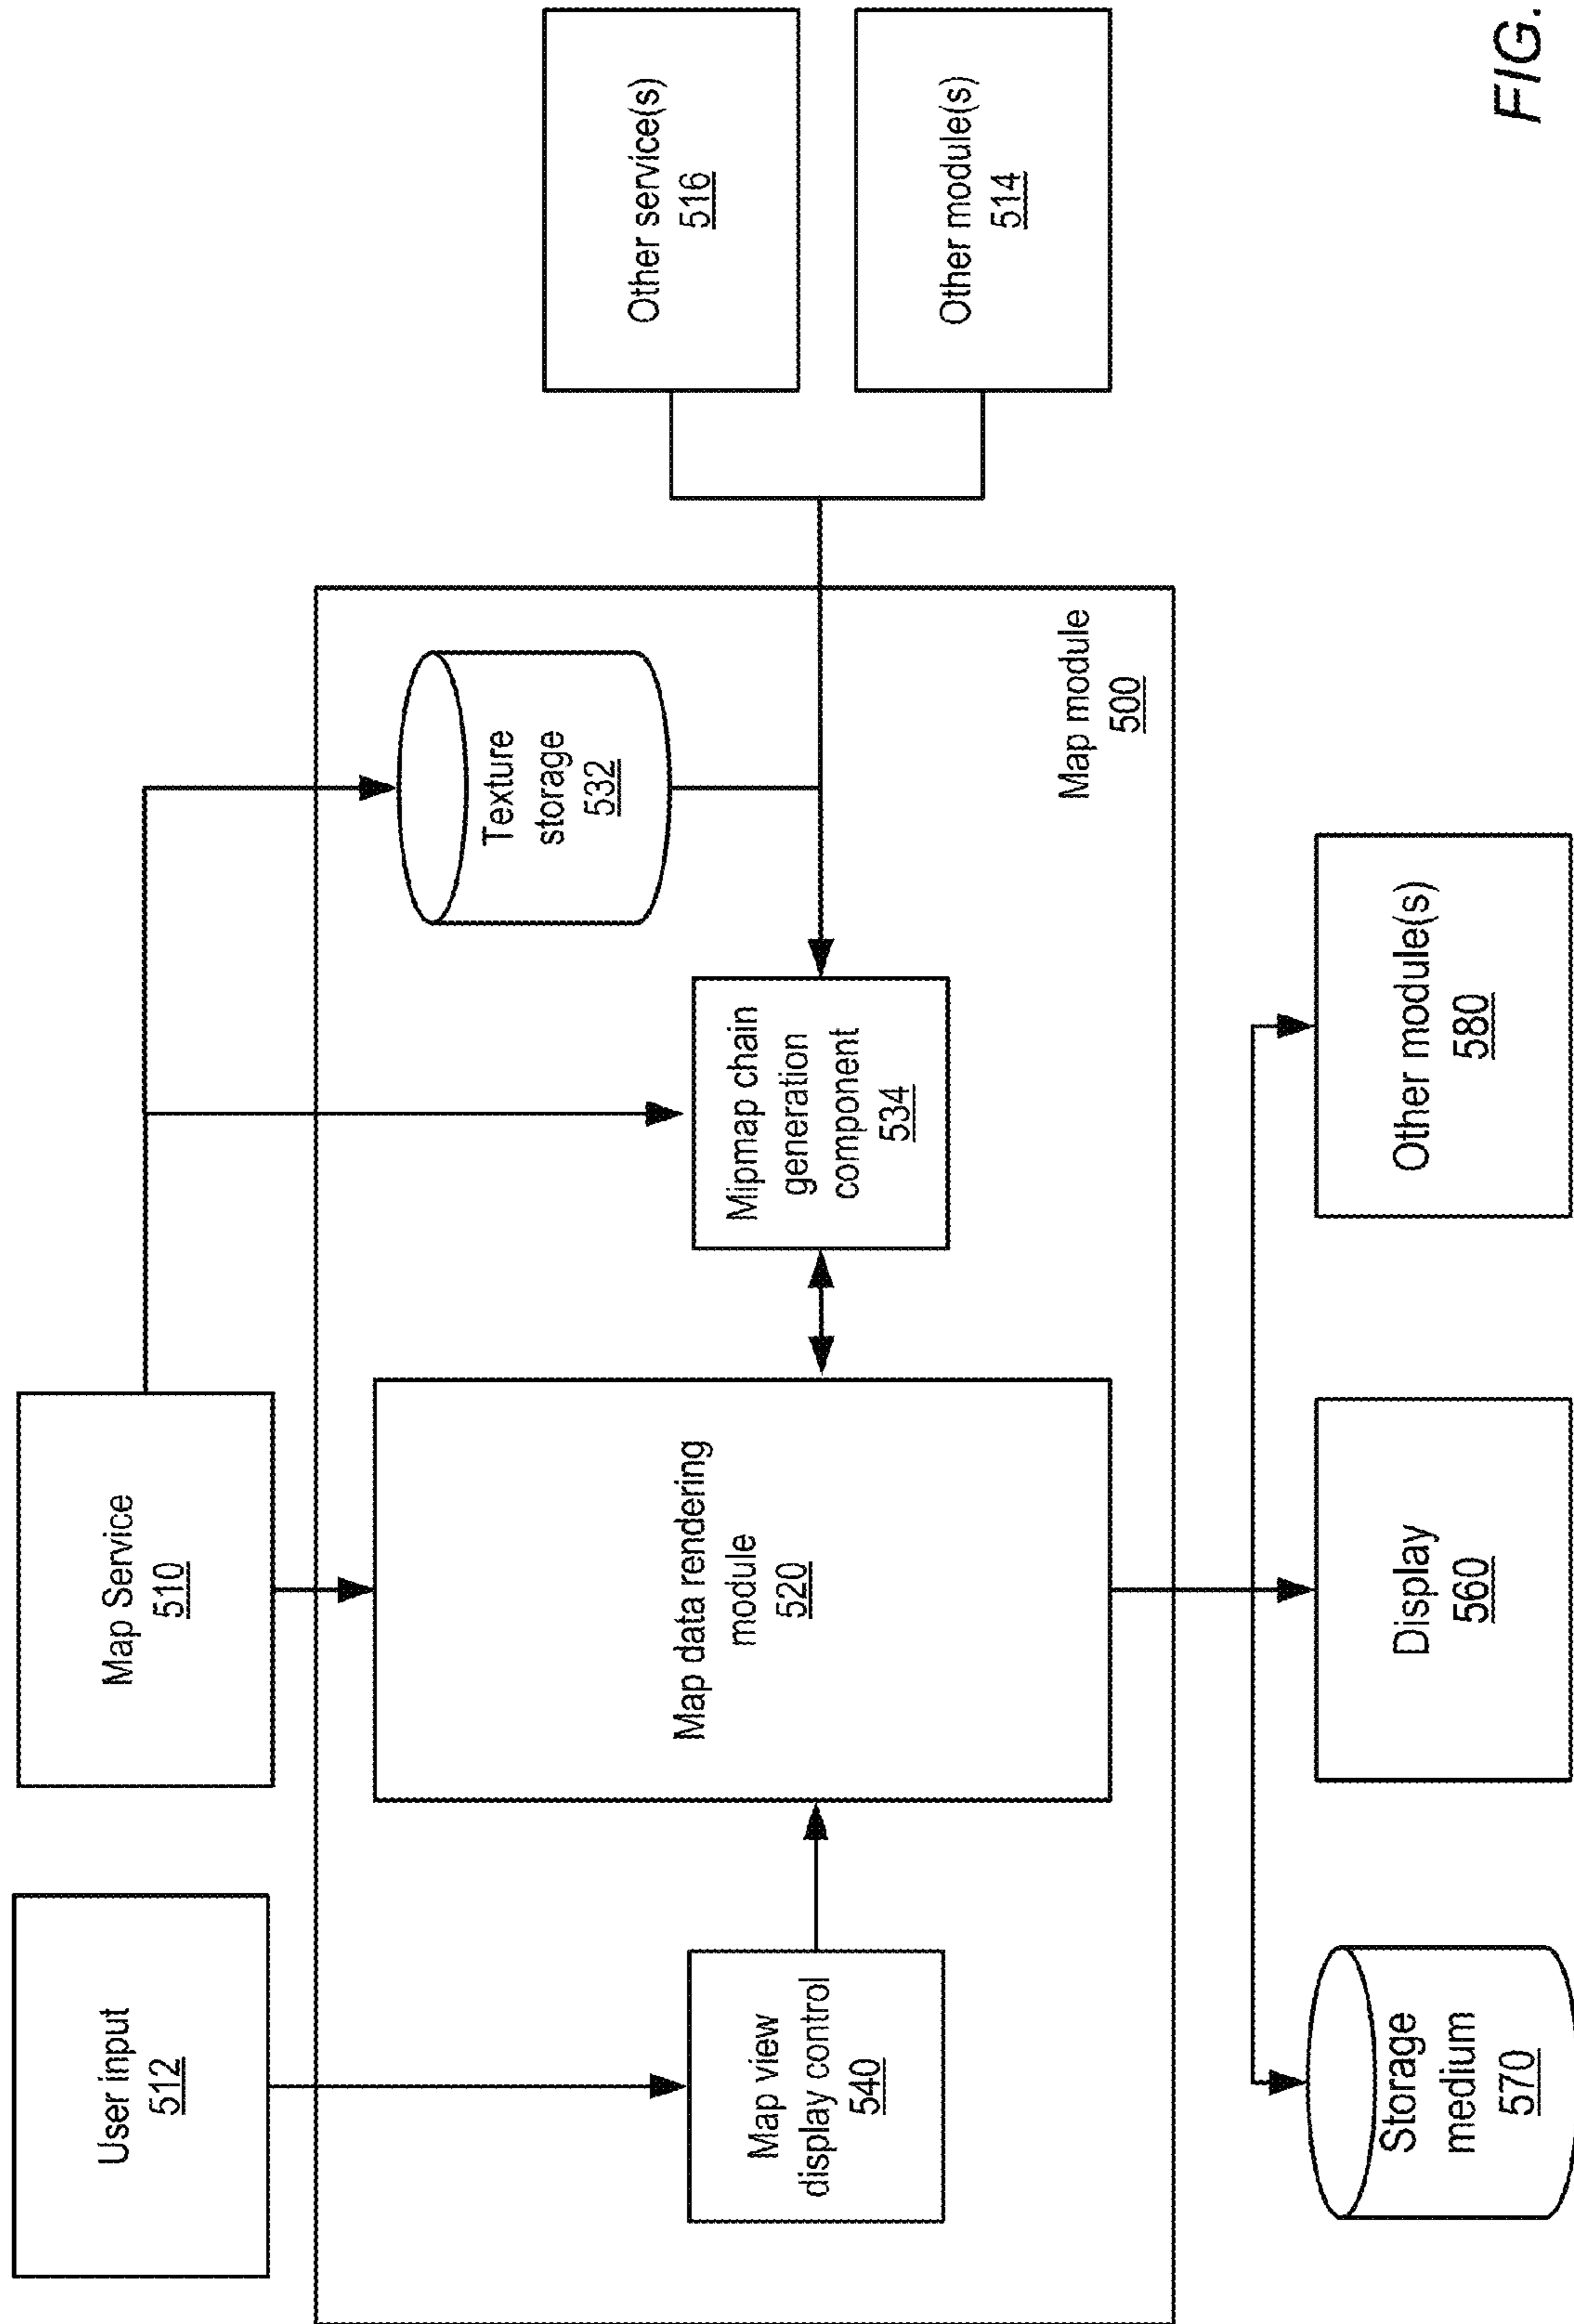 User input
512
Map Service
510
Other service(s)
516
Other module(s)
514
Texture
storage
532
Mipmap chain
generation
component
534
Map data rendering
module
520
Map view
display control
540
Map module
500
Storage
medium
570
Display
560
Other module(s)
580
FIG.